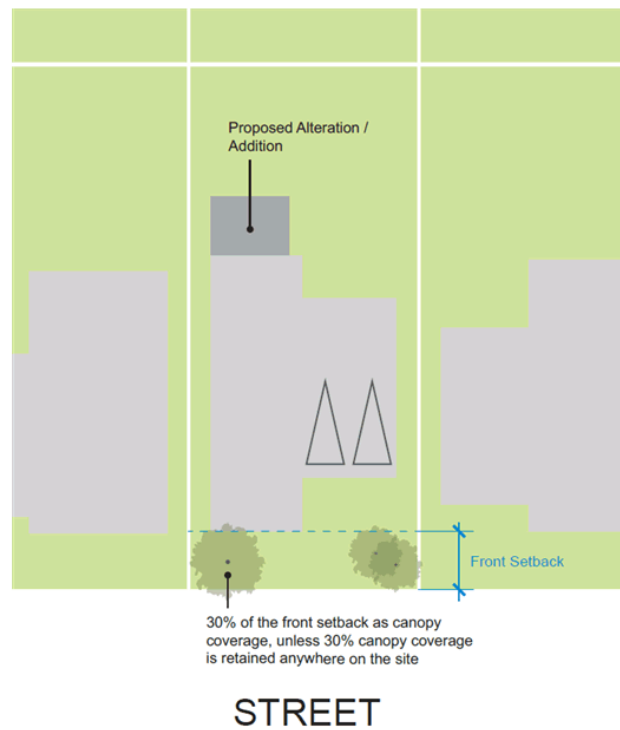 Proposed Alteration /
Addition
Front Setback
30% of the front setback as canopy
coverage, unless 30% canopy coverage
is retained anywhere on the site
STREET